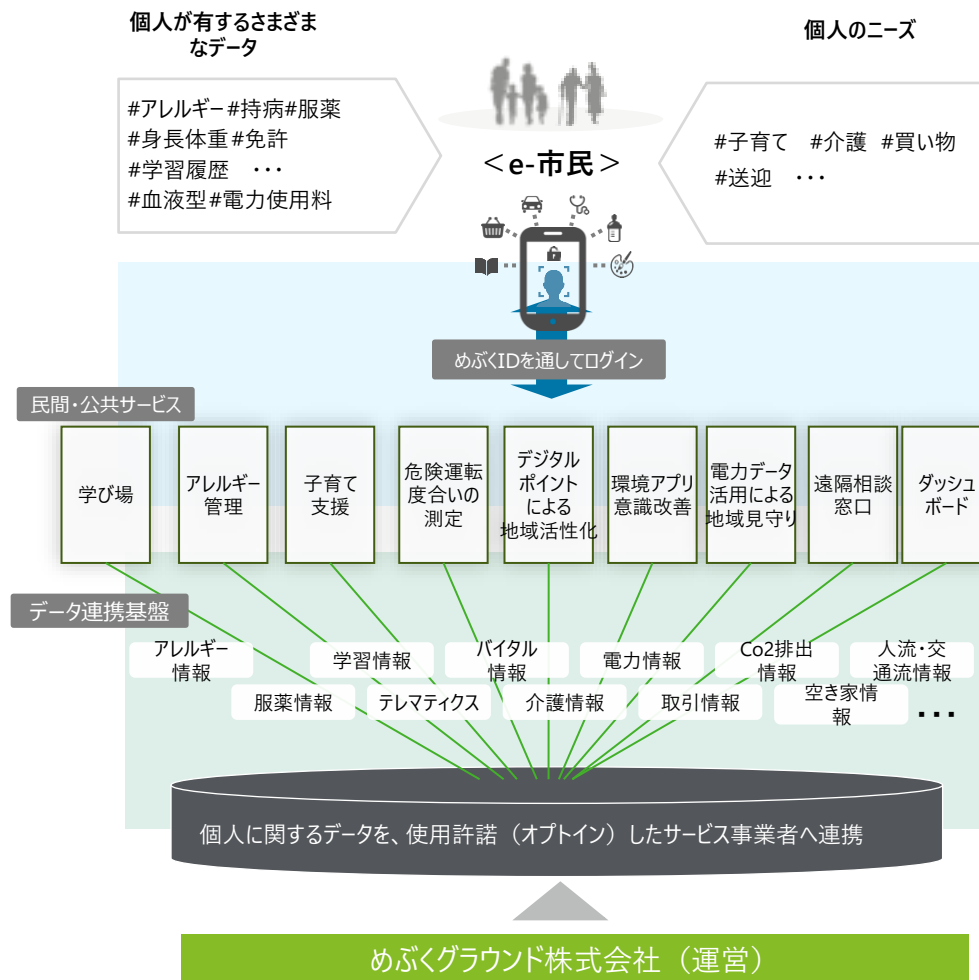 個人が有するさまざま
なデータ
個人のニーズ
#アレルギー#持病#服薬
#身長体重#免許
#学習履歴 ･･･
#血液型#電力使用料
＜e-市民＞
#子育て #介護 #買い物
#送迎 ･･･
めぶくIDを通してログイン
民間・公共サービス
学び場
アレルギー
管理
子育て
支援
危険運転
度合いの
測定
デジタル
ポイント
による
地域活性化
環境アプリ
意識改善
電力データ
活用による
地域見守り
遠隔相談
窓口
ダッシュ
ボード
データ連携基盤
アレルギー
情報
学習情報
バイタル
情報
電力情報
Co2排出
情報
人流・交
通流情報
服薬情報
テレマティクス
介護情報
取引情報
空き家情
報
･･･
個人に関するデータを、使用許諾（オプトイン）したサービス事業者へ連携
めぶくグラウンド株式会社（運営）